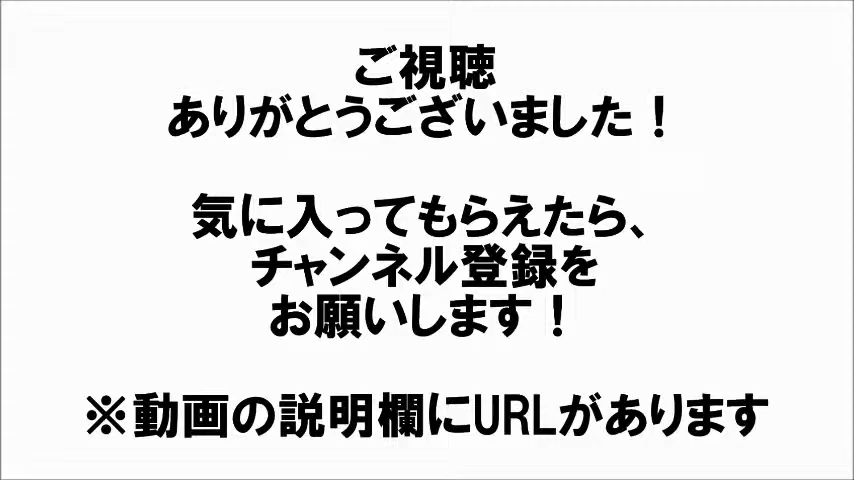 ご視聴
ありがとうございました！
気に入ってもらえたら、
チャンネル登録を
お願いします！
※動画の説明欄にURLがあります